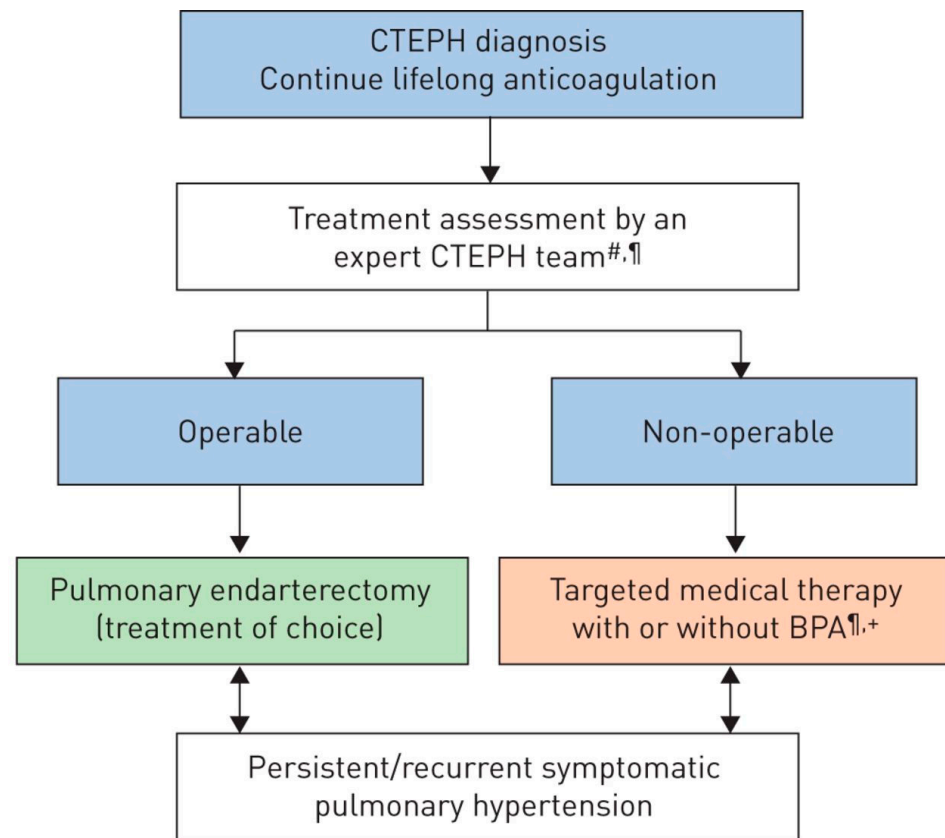 CTEPH diagnosis
Continue lifelong anticoagulation
Treatment assessment by an
expert CTEPH team#,¶
Operable
Non-operable
Pulmonary endarterectomy
(treatment of choice)
Targeted medical therapy
with or without BPA¶,+
Persistent/recurrent symptomatic
pulmonary hypertension